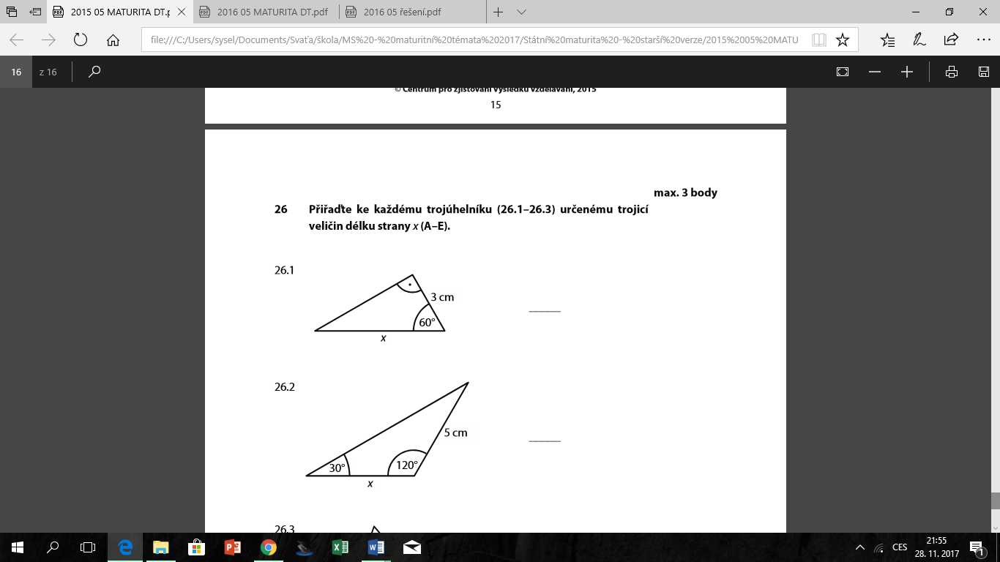 2015 05 MATURITA DT.p
2016 05 MATURITA DT.pdf
2016 05 řešení.pdf
file:///C:/Users/sysel/Documents/Svaťa/škola/MS%20-%20maturitní%20témata%202017/Státní%20maturita%20-%20starší%20verze/2015%2005%20MATU
16 z 16
© Centrum pro zjišťování výsledků vzdělávání, 2015
15
max. 3 body
26 Přiřaďte ke každému trojúhelníku (26.1–26.3) určenému trojicí
veličin délku strany x (A–E).
26.1
3 cm
60°
x
_____
26.2
5 cm
30° 120°
x
_____
26.3
CES
21:55
28. 11. 2017
1